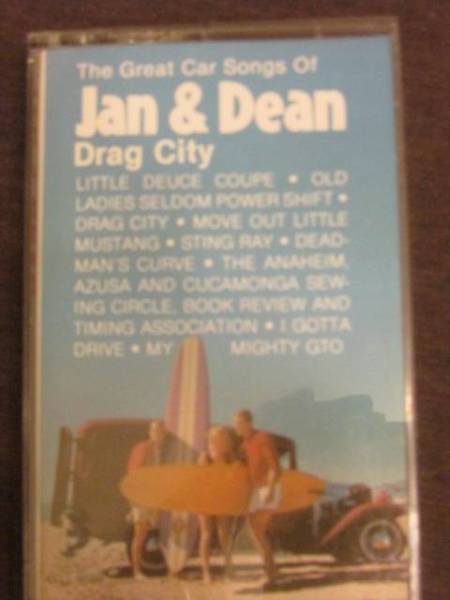 The Great Car Songs Of
Jan & Dean
Drag City
LITTLE DEUCE COUPE • OLD
LADIES SELDOM POWER SHIFT •
DRAG CITY • MOVE OUT LITTLE
MUSTANG • STING RAY • DEAD-
MAN'S CURVE • THE ANAHEIM,
AZUSA AND CUCAMONGA SEW-
ING CIRCLE, BOOK REVIEW AND
TIMING ASSOCIATION • I GOTTA
DRIVE • MY MIGHTY GTO